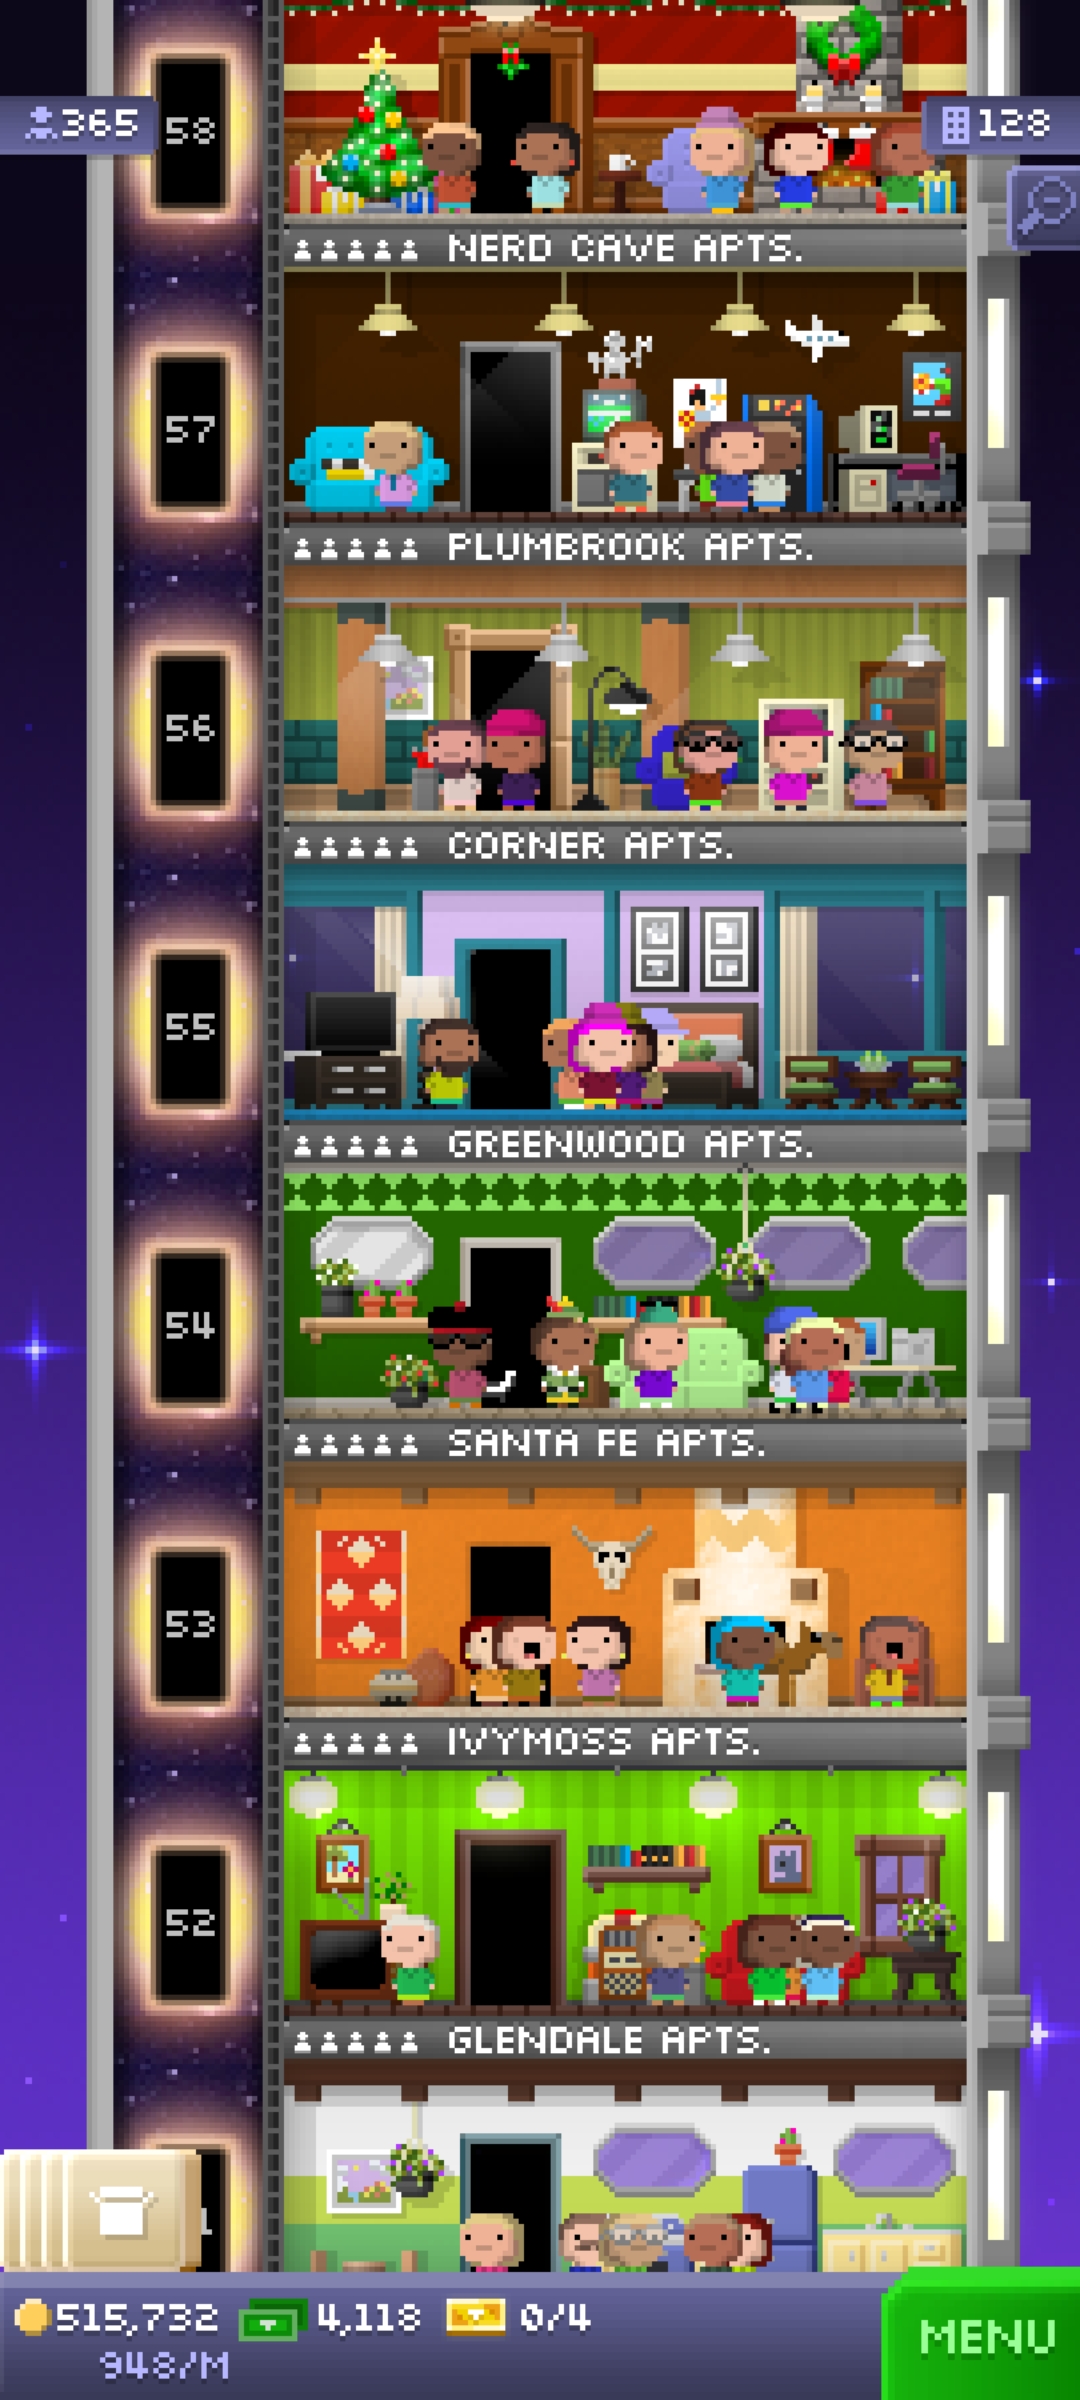 58
365
128
NERD CAVE APTS.
57
PLUMBROOK APTS.
56
CORNER APTS.
55
GREENWOOD APTS.
54
SANTA FE APTS.
53
IVYMOSS APTS.
52
GLENDALE APTS.
515,732 4,118 0/4
948/M
MENU